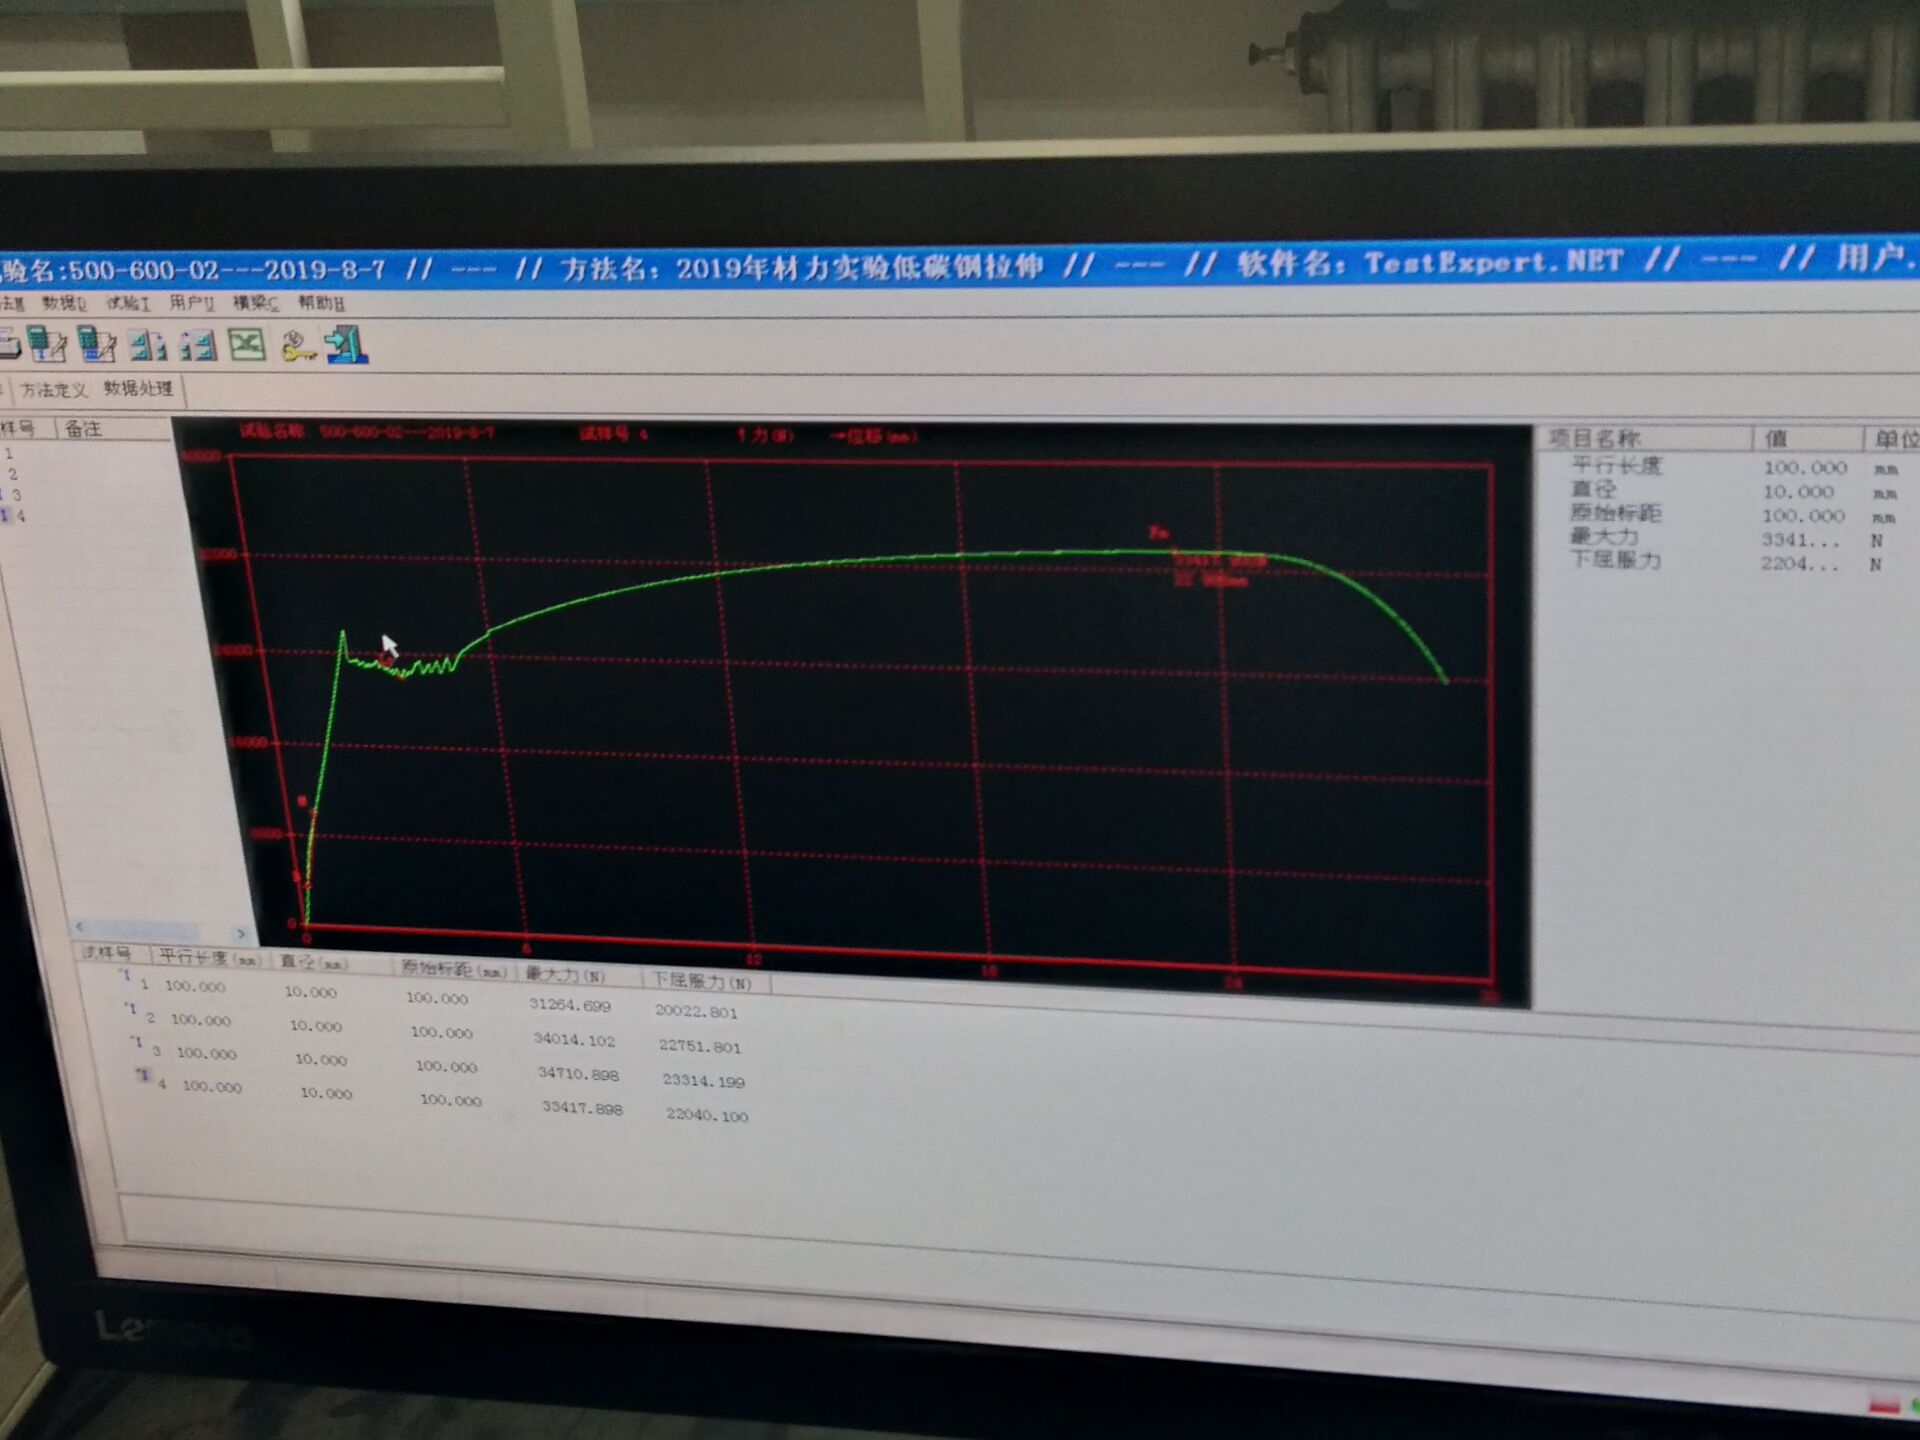 验名:500-600-02---2019-8-7 // --- // 方法名: 2019年材力实验低碳钢拉伸 // --- // 软件名: TestExpert.NET // --- // 用户.
法M 数据D 试验I 用户U 横梁C 帮助H
方法定义 数据处理
样号 备注
1
2
3
4
试验名称 500-600-02---2019-8-7 试样号 4 ↑力(N) →位移(mm)
40000
32000
24000
16000
8000
0
0 6 12 18 24 30
项目名称 值 单位
平行长度 100.000 mm
直径 10.000 mm
原始标距 100.000 mm
最大力 3341... N
下屈服力 2204... N
试样号 平行长度(mm) 直径(mm) 原始标距(mm) 最大力(N) 下屈服力(N)
1 100.000 10.000 100.000 31264.699 20022.801
2 100.000 10.000 100.000 34014.102 22751.801
3 100.000 10.000 100.000 34710.898 23314.199
4 100.000 10.000 100.000 33417.898 22040.100
Lenovo